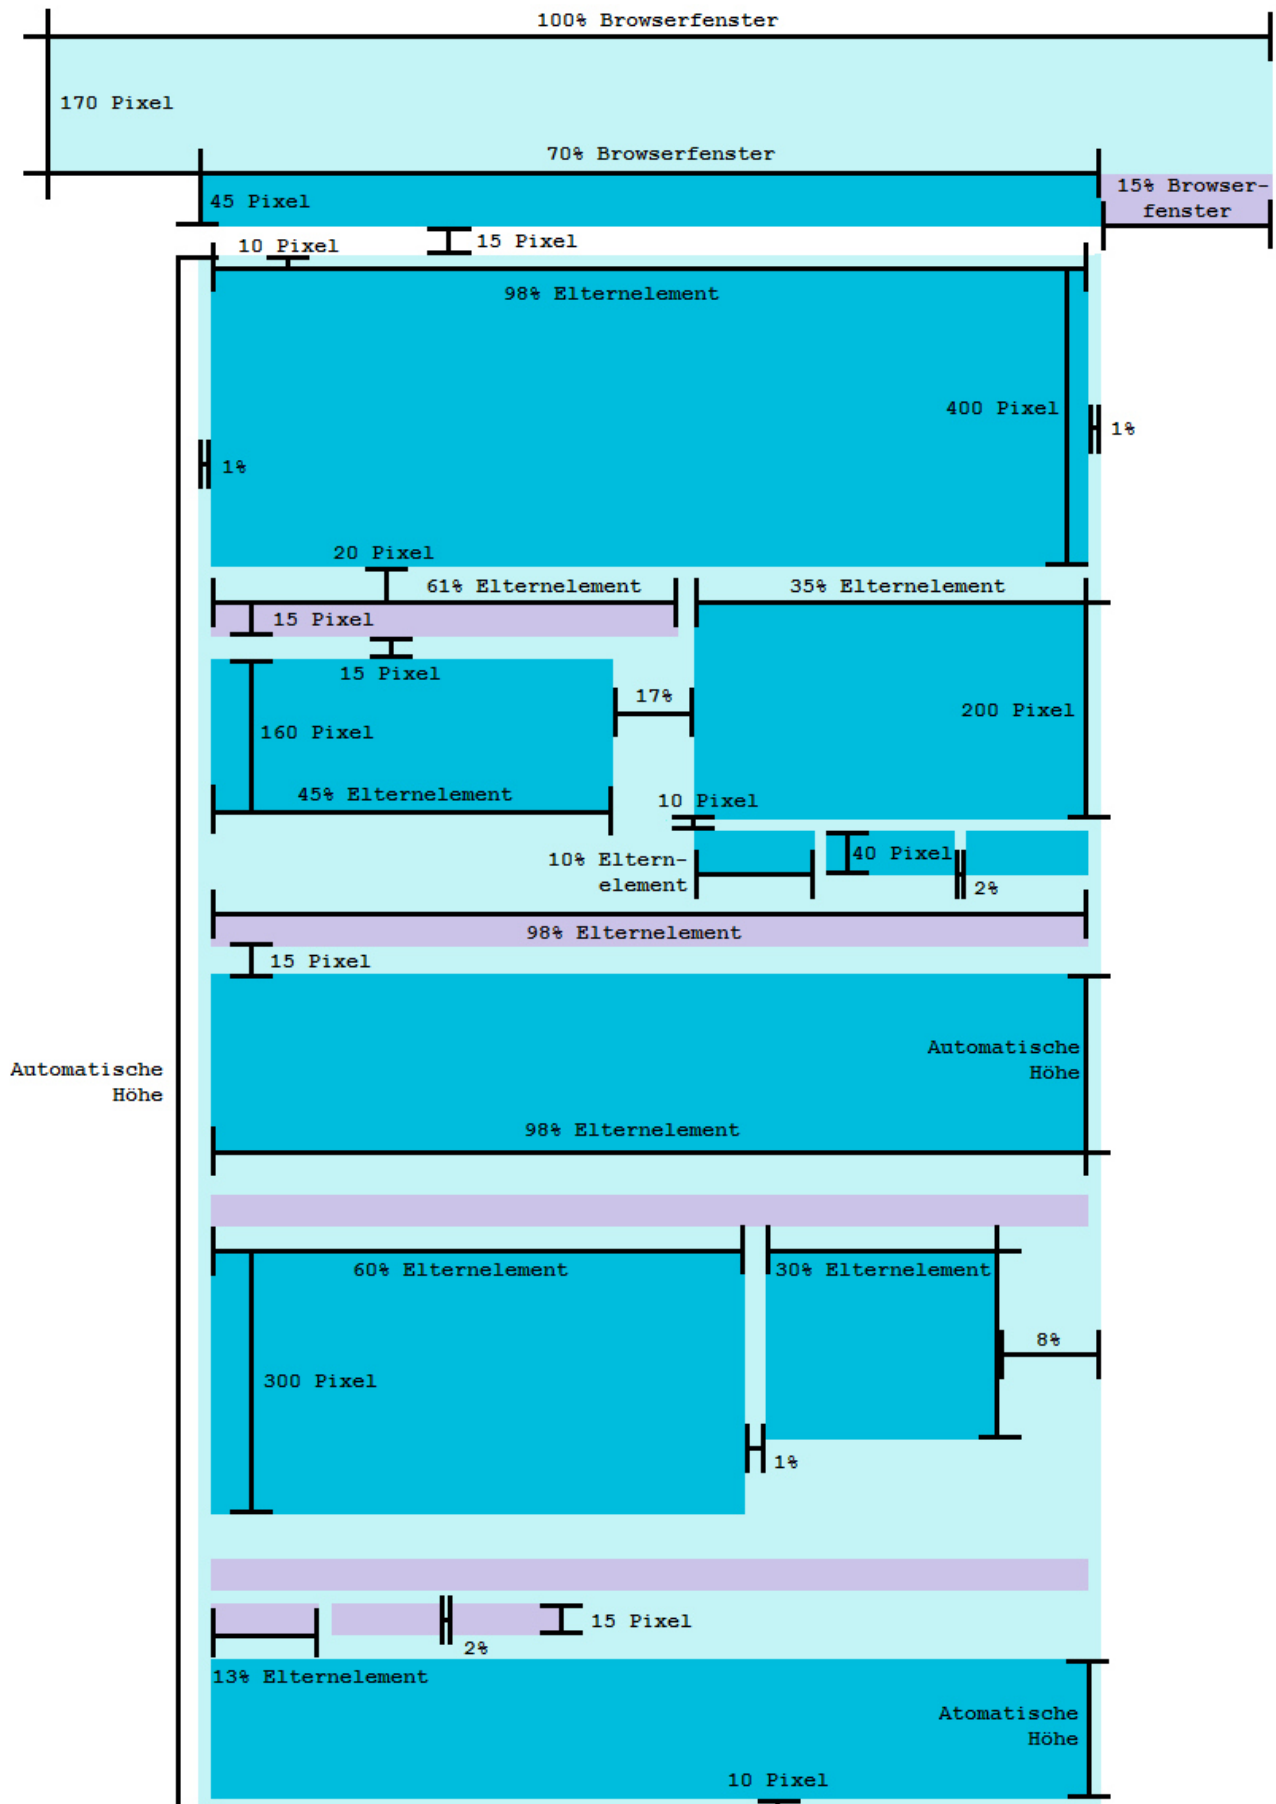 100% Browserfenster
170 Pixel
70% Browserfenster
15% Browser-
fenster
45 Pixel
10 Pixel
15 Pixel
98% Elternelement
400 Pixel
1%
1%
20 Pixel
61% Elternelement
35% Elternelement
15 Pixel
15 Pixel
17%
200 Pixel
160 Pixel
45% Elternelement
10 Pixel
10% Eltern-
element
40 Pixel
2%
98% Elternelement
15 Pixel
Automatische
Höhe
Automatische
Höhe
98% Elternelement
60% Elternelement
30% Elternelement
8%
300 Pixel
1%
15 Pixel
2%
13% Elternelement
Atomatische
Höhe
10 Pixel